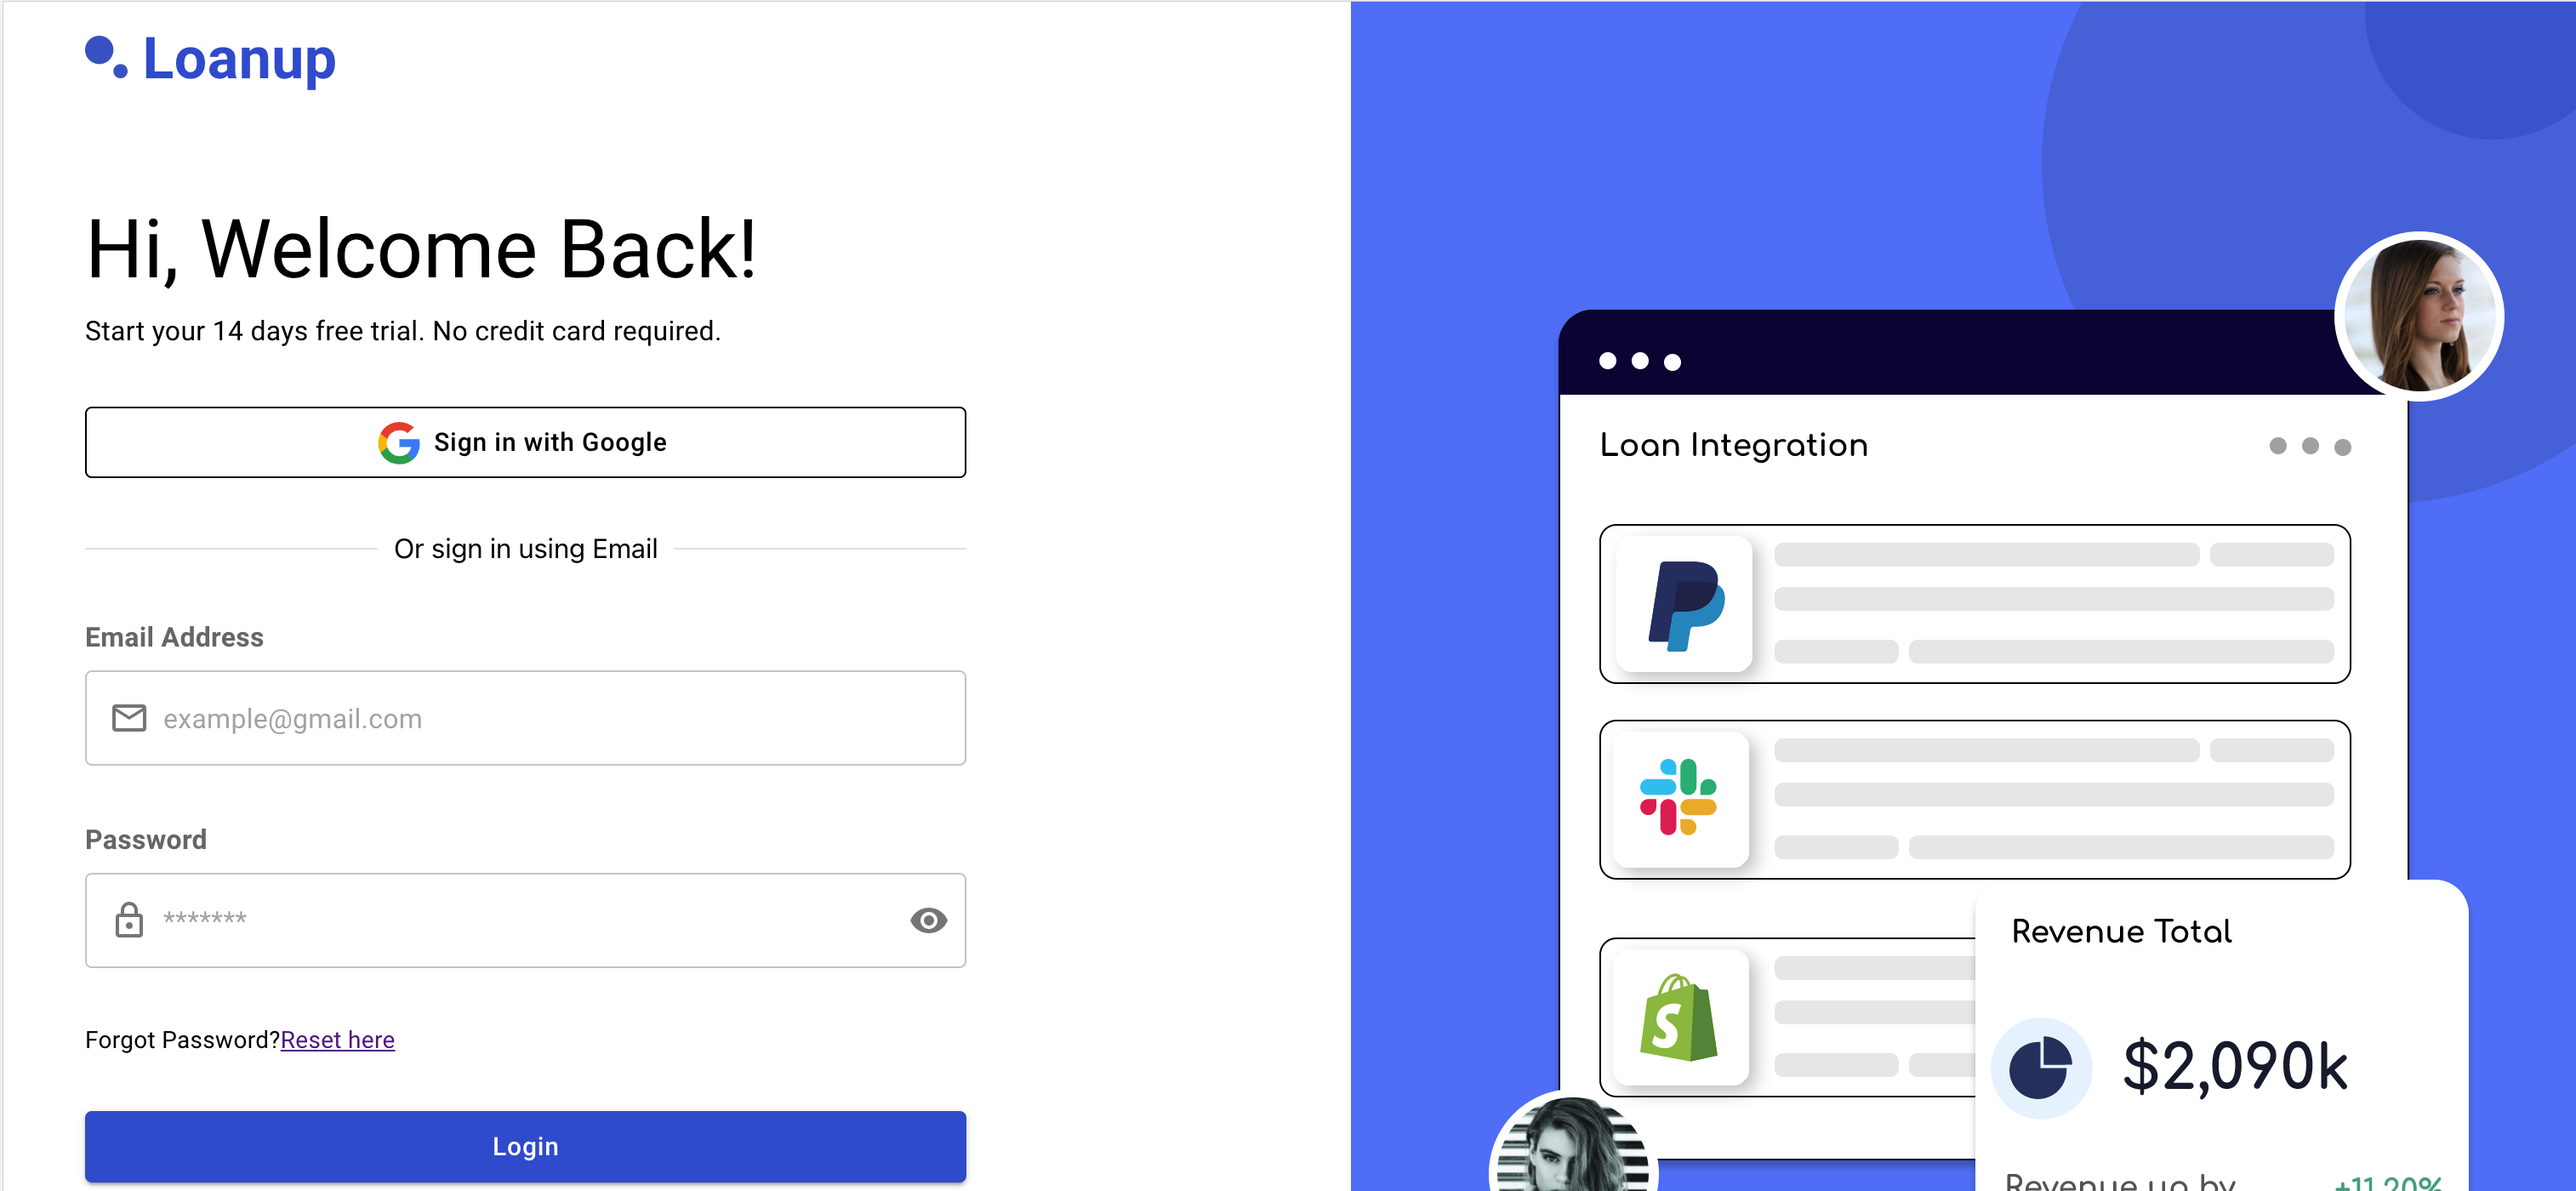 Loanup
Hi, Welcome Back!
Start your 14 days free trial. No credit card required.
Sign in with Google
Or sign in using Email
Email Address
example@gmail.com
Password
*******
Forgot Password?Reset here
Login
Loan Integration
Revenue Total
$2,090k
Revenue up by
+11,20%